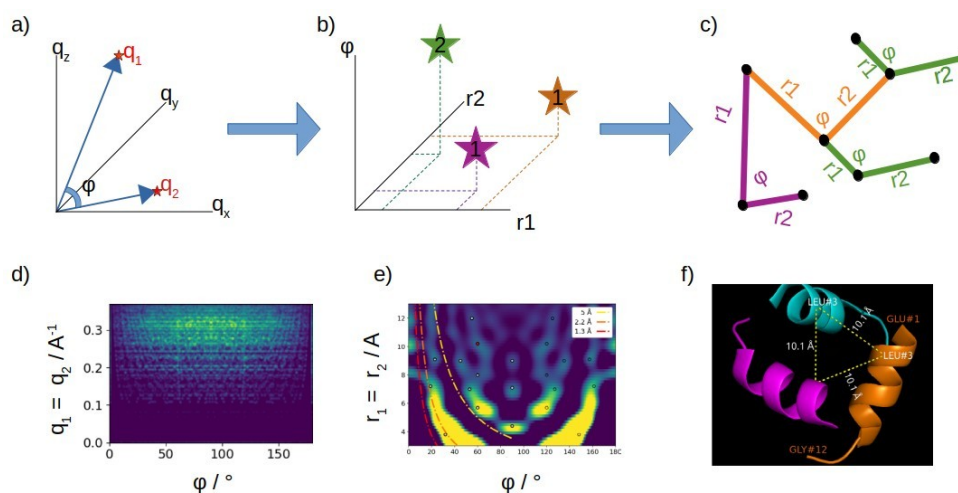 a)
q_z
q_1
q_y
φ
q_2
q_x
b)
φ
2
1
r2
1
r1
c)
φ
r1
r2
r1
r2
φ
r1
φ
r1
r2
φ
r2
d)
q_1 = q_2 / A^-1
0.3
0.2
0.1
0.0
0
50
100
150
φ / °
e)
r_1 = r_2 / A
12
10
8
6
4
5 Å
2.2 Å
1.3 Å
0
20
40
60
80
100
120
140
160
φ / °
f)
LEU#3
GLU#1
10.1 Å
10.1 Å
LEU#3
10.1 Å
GLY#12